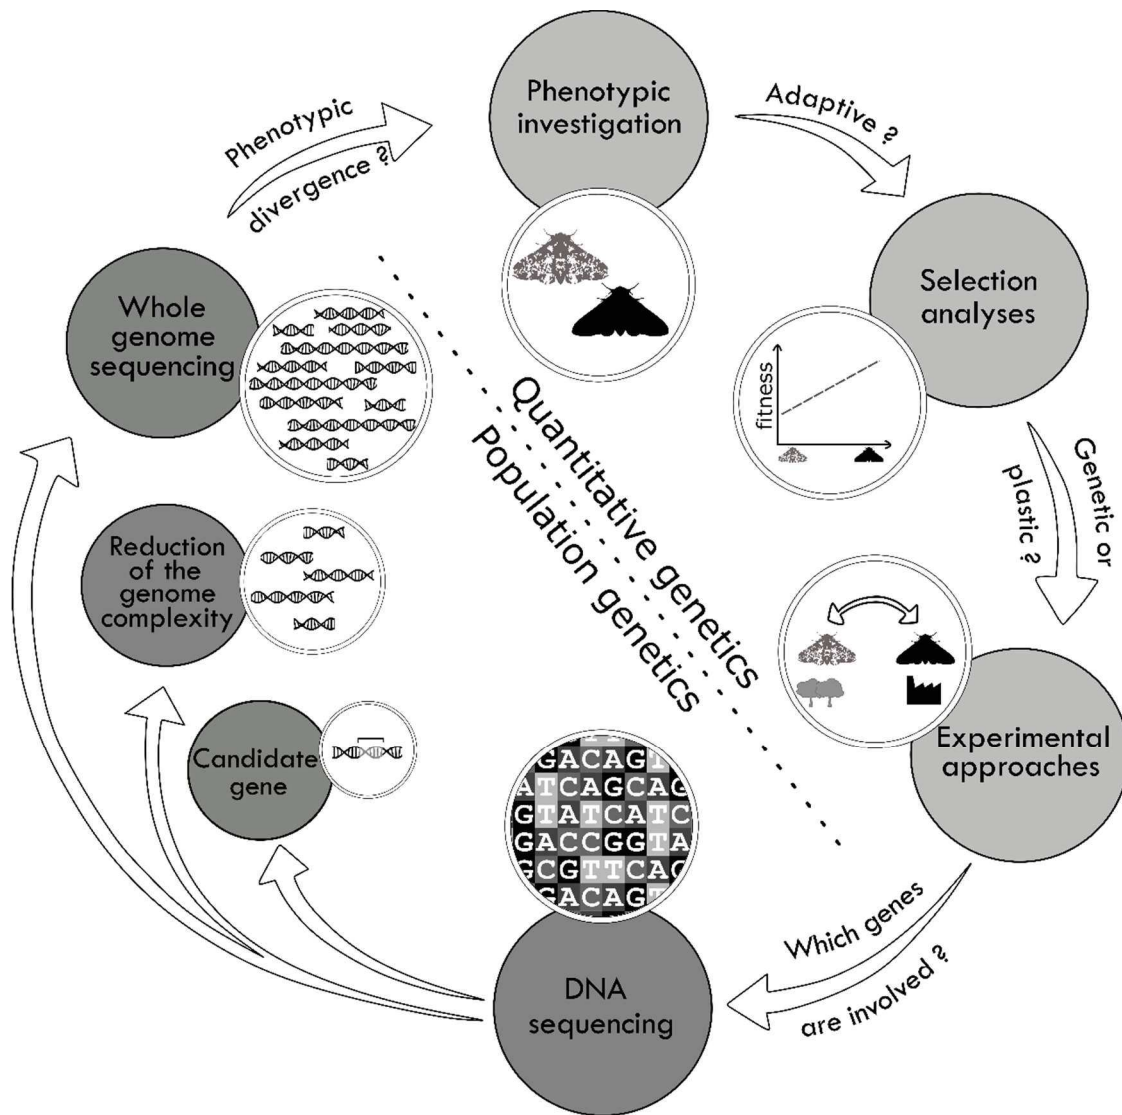 Phenotypic
investigation
Adaptive ?
Selection
analyses
fitness
Genetic or
plastic ?
Experimental
approaches
Which genes
are involved ?
DNA
sequencing
GACAGT
ATCAGCAG
GTATCATC
GACCGGTA
GCGTTCAG
GACAGT
Candidate
gene
Reduction
of the
genome
complexity
Whole
genome
sequencing
Phenotypic
divergence ?
Quantitative genetics
Population genetics